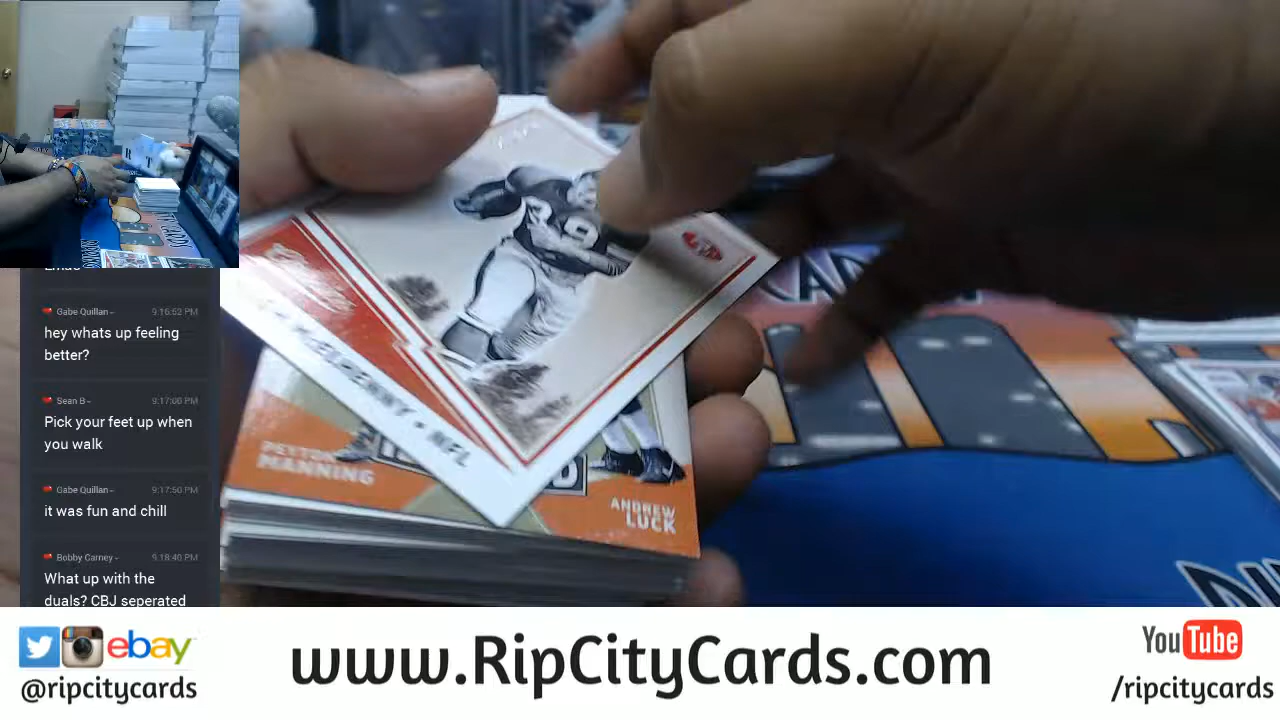 Gabe Quillan- 9:16:52 PM
hey whats up feeling
better?
Sean B- 9:17:00 PM
Pick your feet up when
you walk
Gabe Quillan- 9:17:50 PM
it was fun and chill
Bobby Carney- 9:18:40 PM
What up with the
duals? CBJ seperated
NFL
PEYTON
MANNING
ANDREW
LUCK
ebay
@ripcitycards
www.RipCityCards.com
YouTube
/ripcitycards